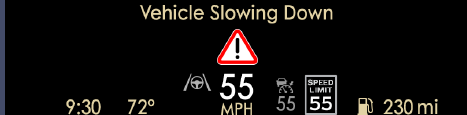 Vehicle Slowing Down
55
MPH
55
SPEED
LIMIT
55
9:30 72° 230 mi